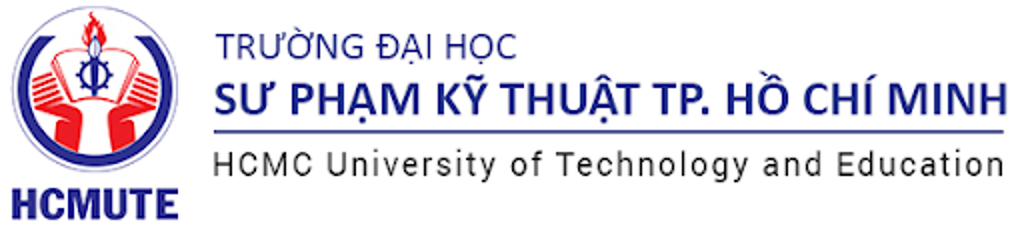 TRƯỜNG ĐẠI HỌC
SƯ PHẠM KỸ THUẬT TP. HỒ CHÍ MINH
HCMC University of Technology and Education
HCMUTE